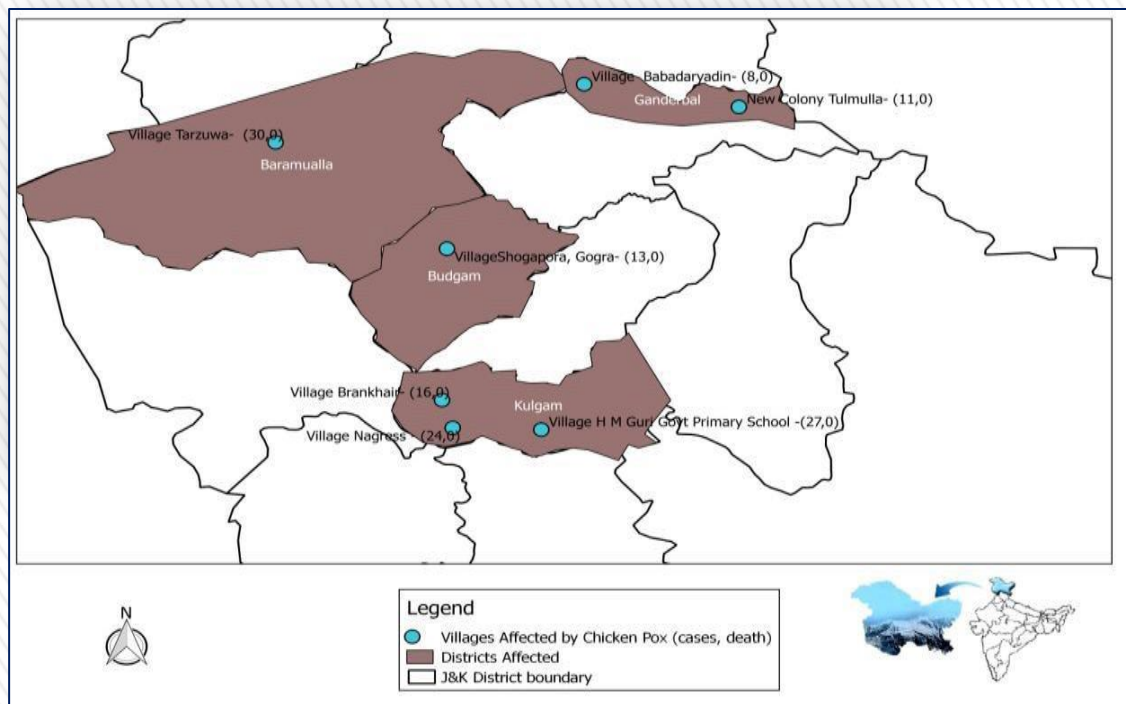 Village Babadaryadin- (8,0)
Ganderbal
New Colony Tulmulla- (11,0)
Village Tarzuwa- (30,0)
Baramualla
VillageShogapora, Gogra- (13,0)
Budgam
Village Brankhair- (16,0)
Kulgam
Village H M Guri Govt Primary School -(27,0)
Village Nagress - (24,0)
N
Legend
Villages Affected by Chicken Pox (cases, death)
Districts Affected
J&K District boundary